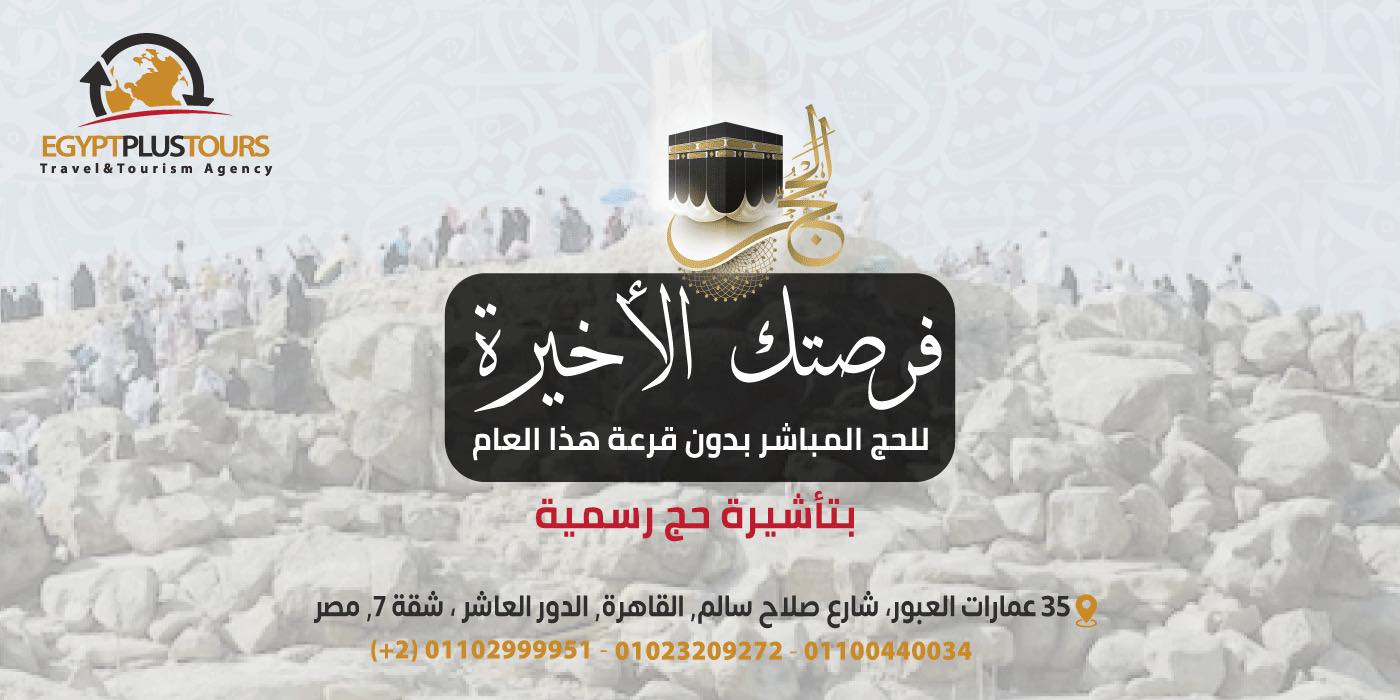 EGYPTPLUSTOURS
Travel&Tourism Agency
الحج
فرصتك الأخيرة
للحج المباشر بدون قرعة هذا العام
بتأشيرة حج رسمية
35 عمارات العبور، شارع صلاح سالم, القاهرة, الدور العاشر ، شقة 7, مصر
(+2) 01102999951 - 01023209272 - 01100440034